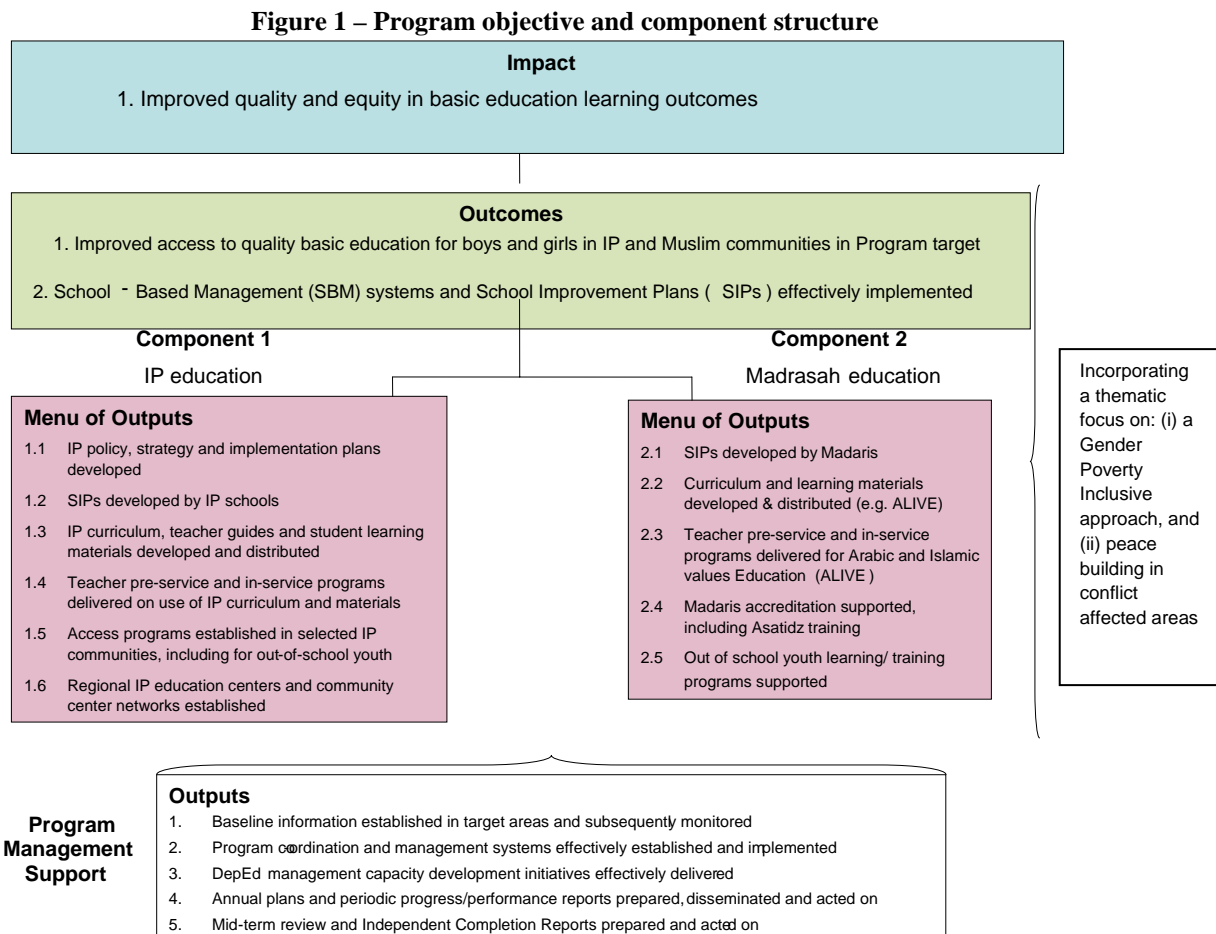 Figure 1 – Program objective and component structure
Impact
1. Improved quality and equity in basic education learning outcomes
Outcomes
1. Improved access to quality basic education for boys and girls in IP and Muslim communities in Program target
2. School - Based Management (SBM) systems and School Improvement Plans ( SIPs ) effectively implemented
Component 1
IP education
Menu of Outputs
1.1 IP policy, strategy and implementation plans
developed
1.2 SIPs developed by IP schools
1.3 IP curriculum, teacher guides and student learning
materials developed and distributed
1.4 Teacher pre-service and in-service programs
delivered on use of IP curriculum and materials
1.5 Access programs established in selected IP
communities, including for out-of-school youth
1.6 Regional IP education centers and community
center networks established
Component 2
Madrasah education
Menu of Outputs
2.1 SIPs developed by Madaris
2.2 Curriculum and learning materials
developed & distributed (e.g. ALIVE)
2.3 Teacher pre-service and in-service
programs delivered for Arabic and Islamic
values Education (ALIVE )
2.4 Madaris accreditation supported,
including Asatidz training
2.5 Out of school youth learning/ training
programs supported
Incorporating
a thematic
focus on: (i) a
Gender
Poverty
Inclusive
approach, and
(ii) peace
building in
conflict
affected areas
Program
Management
Support
Outputs
1. Baseline information established in target areas and subsequently monitored
2. Program coordination and management systems effectively established and implemented
3. DepEd management capacity development initiatives effectively delivered
4. Annual plans and periodic progress/performance reports prepared, disseminated and acted on
5. Mid-term review and Independent Completion Reports prepared and acted on